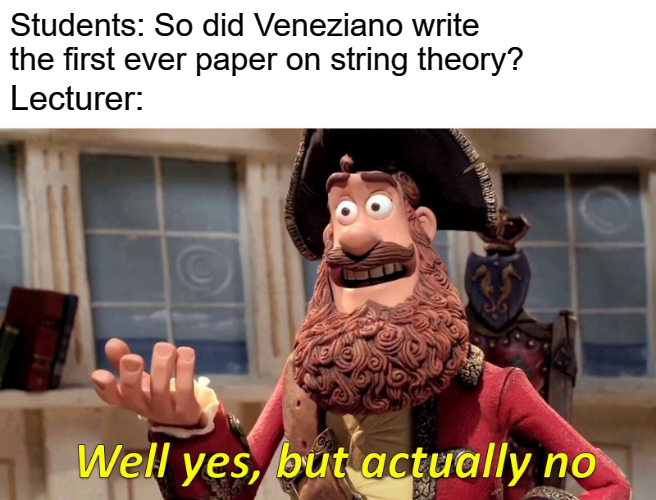 Students: So did Veneziano write
the first ever paper on string theory?
Lecturer:
Well yes, but actually no